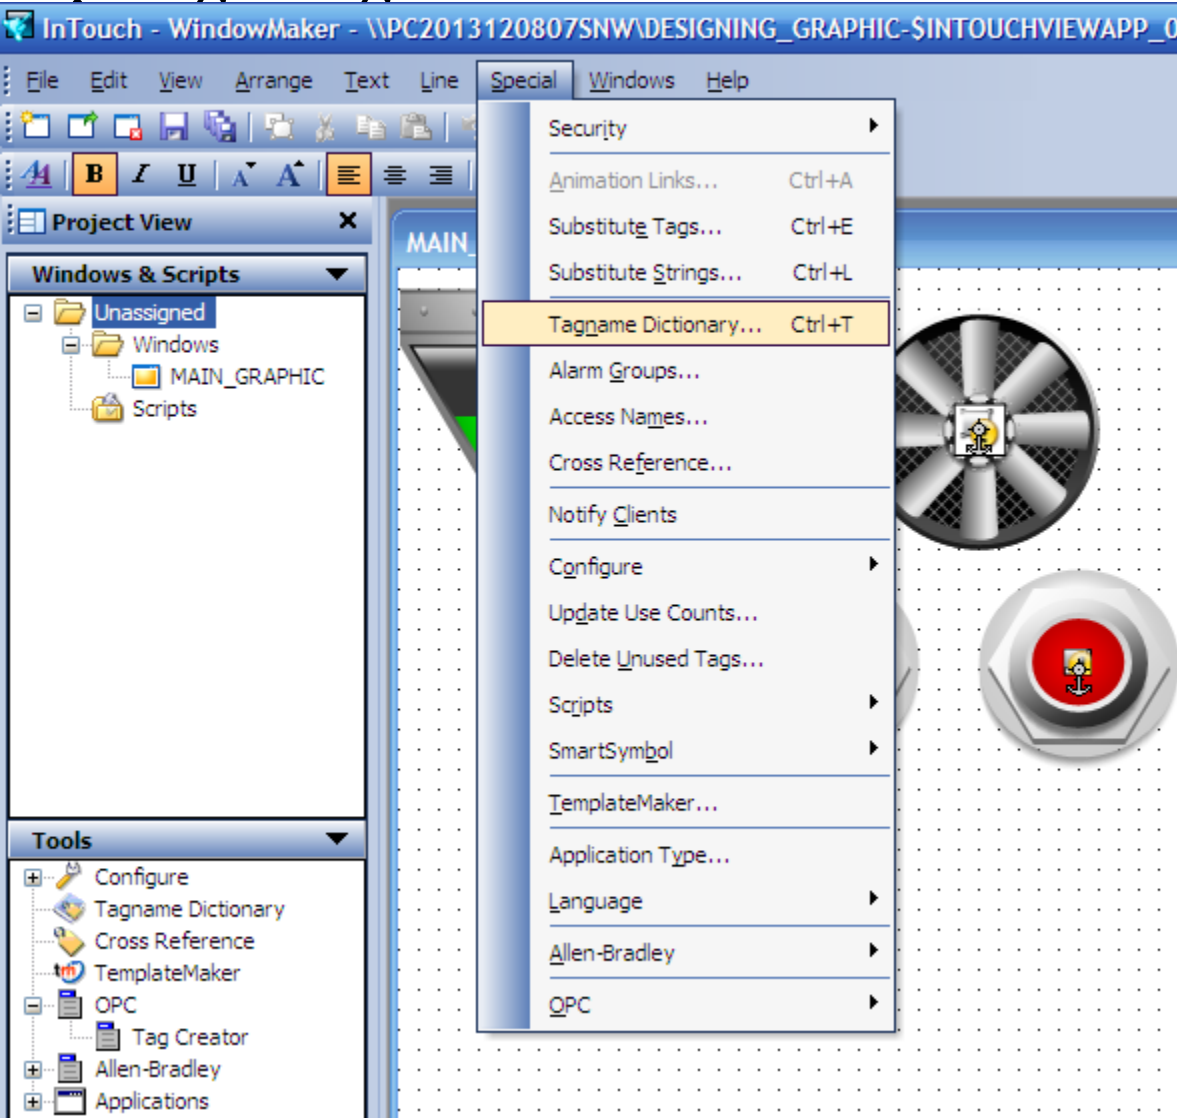 InTouch - WindowMaker - \\PC2013120807SNW\DESIGNING_GRAPHIC-$INTOUCHVIEWAPP_0
File Edit View Arrange Text Line Special Windows Help
B I U A A
Project View
Windows & Scripts
Unassigned
Windows
MAIN_GRAPHIC
Scripts
Tools
Configure
Tagname Dictionary
Cross Reference
TemplateMaker
OPC
Tag Creator
Allen-Bradley
Applications
MAIN_
Security
Animation Links... Ctrl+A
Substitute Tags... Ctrl+E
Substitute Strings... Ctrl+L
Tagname Dictionary... Ctrl+T
Alarm Groups...
Access Names...
Cross Reference...
Notify Clients
Configure
Update Use Counts...
Delete Unused Tags...
Scripts
SmartSymbol
TemplateMaker...
Application Type...
Language
Allen-Bradley
OPC